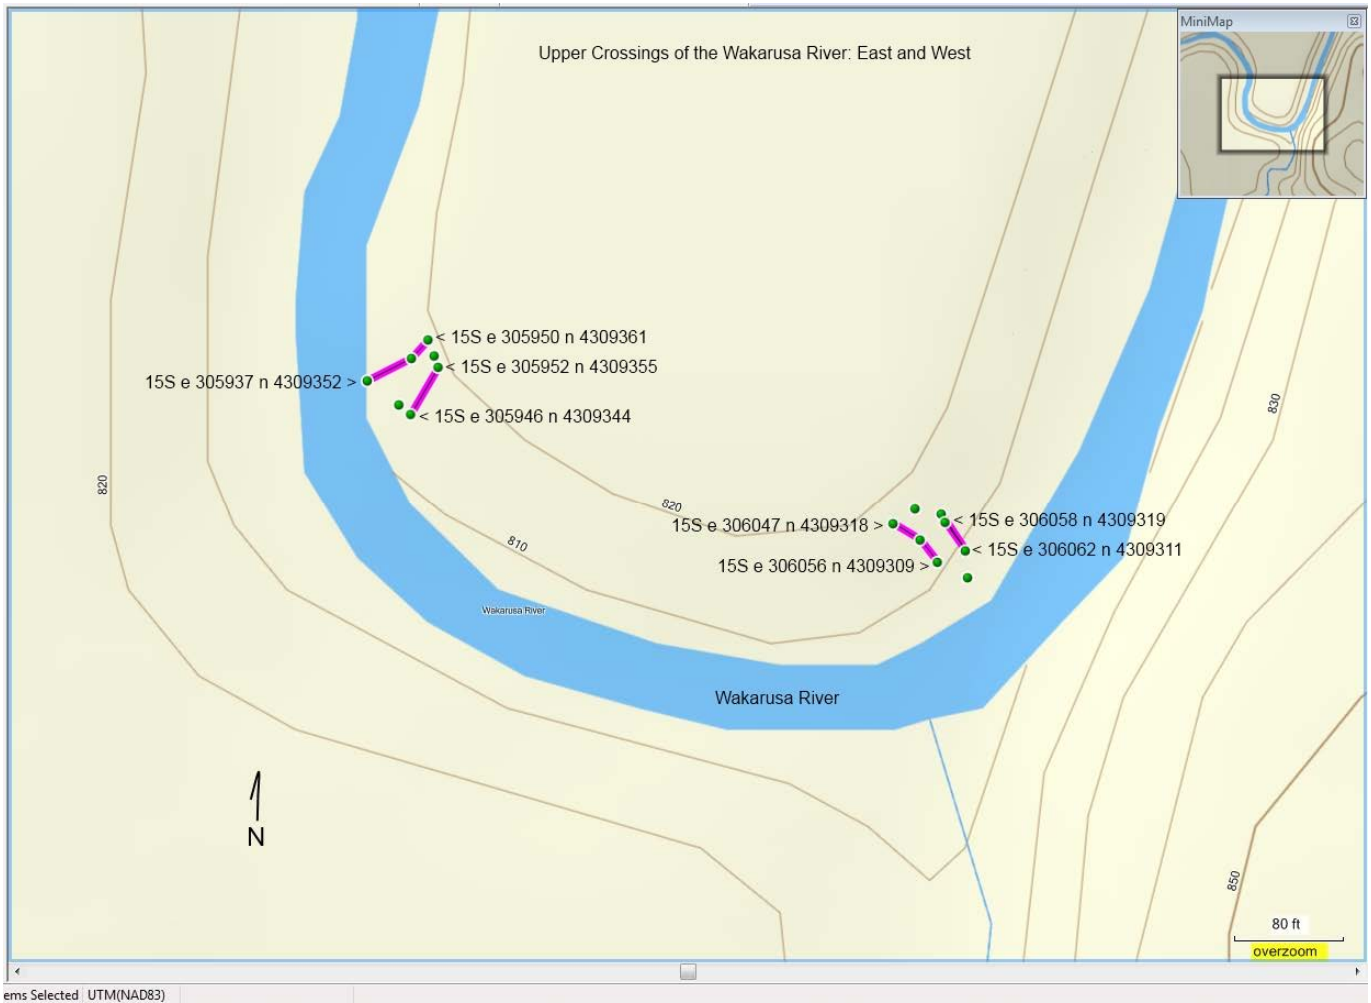 MiniMap
Upper Crossings of the Wakarusa River: East and West
< 15S e 305950 n 4309361
< 15S e 305952 n 4309355
15S e 305937 n 4309352 >
< 15S e 305946 n 4309344
830
820
820
15S e 306047 n 4309318 >
< 15S e 306058 n 4309319
810
< 15S e 306062 n 4309311
15S e 306056 n 4309309 >
Wakarusa River
Wakarusa River
N
850
80 ft
overzoom
ems Selected
UTM(NAD83)